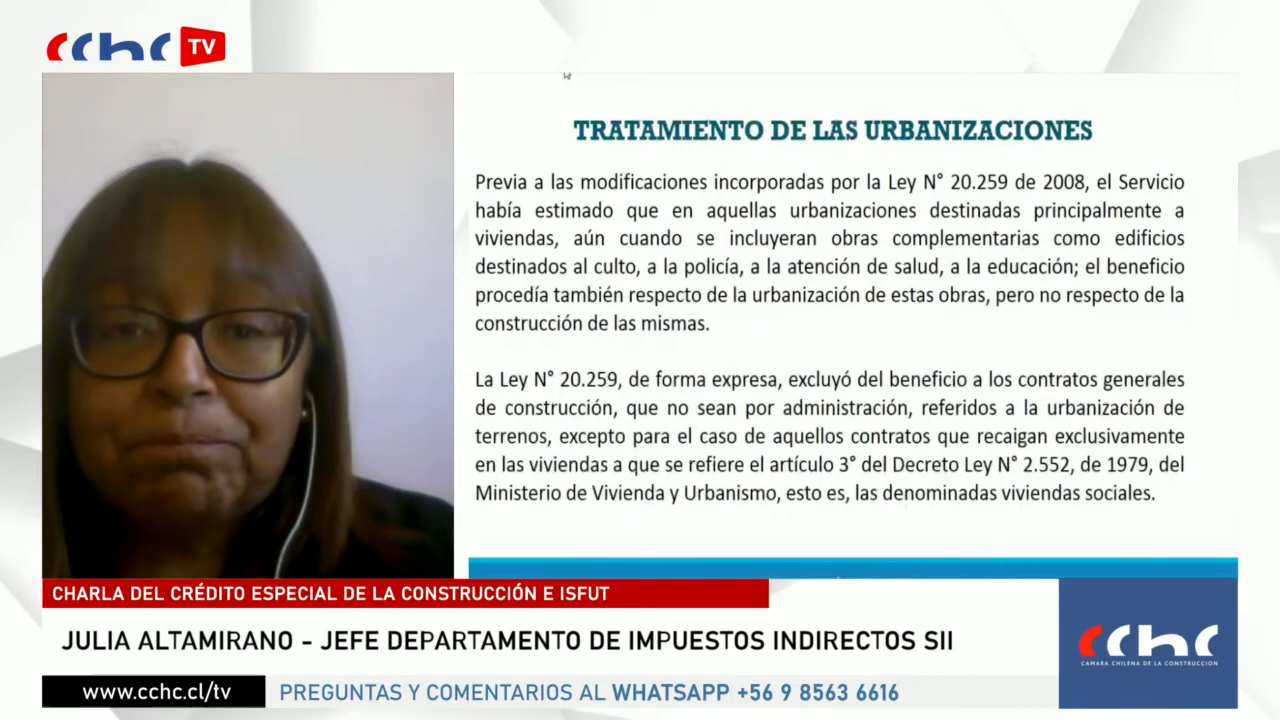 cchc TV
TRATAMIENTO DE LAS URBANIZACIONES
Previa a las modificaciones incorporadas por la Ley N° 20.259 de 2008, el Servicio
había estimado que en aquellas urbanizaciones destinadas principalmente a
viviendas, aún cuando se incluyeran obras complementarias como edificios
destinados al culto, a la policía, a la atención de salud, a la educación; el beneficio
procedía también respecto de la urbanización de estas obras, pero no respecto de la
construcción de las mismas.
La Ley N° 20.259, de forma expresa, excluyó del beneficio a los contratos generales
de construcción, que no sean por administración, referidos a la urbanización de
terrenos, excepto para el caso de aquellos contratos que recaigan exclusivamente
en las viviendas a que se refiere el artículo 3° del Decreto Ley N° 2.552, de 1979, del
Ministerio de Vivienda y Urbanismo, esto es, las denominadas viviendas sociales.
CHARLA DEL CRÉDITO ESPECIAL DE LA CONSTRUCCIÓN E ISFUT
JULIA ALTAMIRANO – JEFE DEPARTAMENTO DE IMPUESTOS INDIRECTOS SII
cchc
CAMARA CHILENA DE LA CONSTRUCCION
www.cchc.cl/tv
PREGUNTAS Y COMENTARIOS AL WHATSAPP +56 9 8563 6616